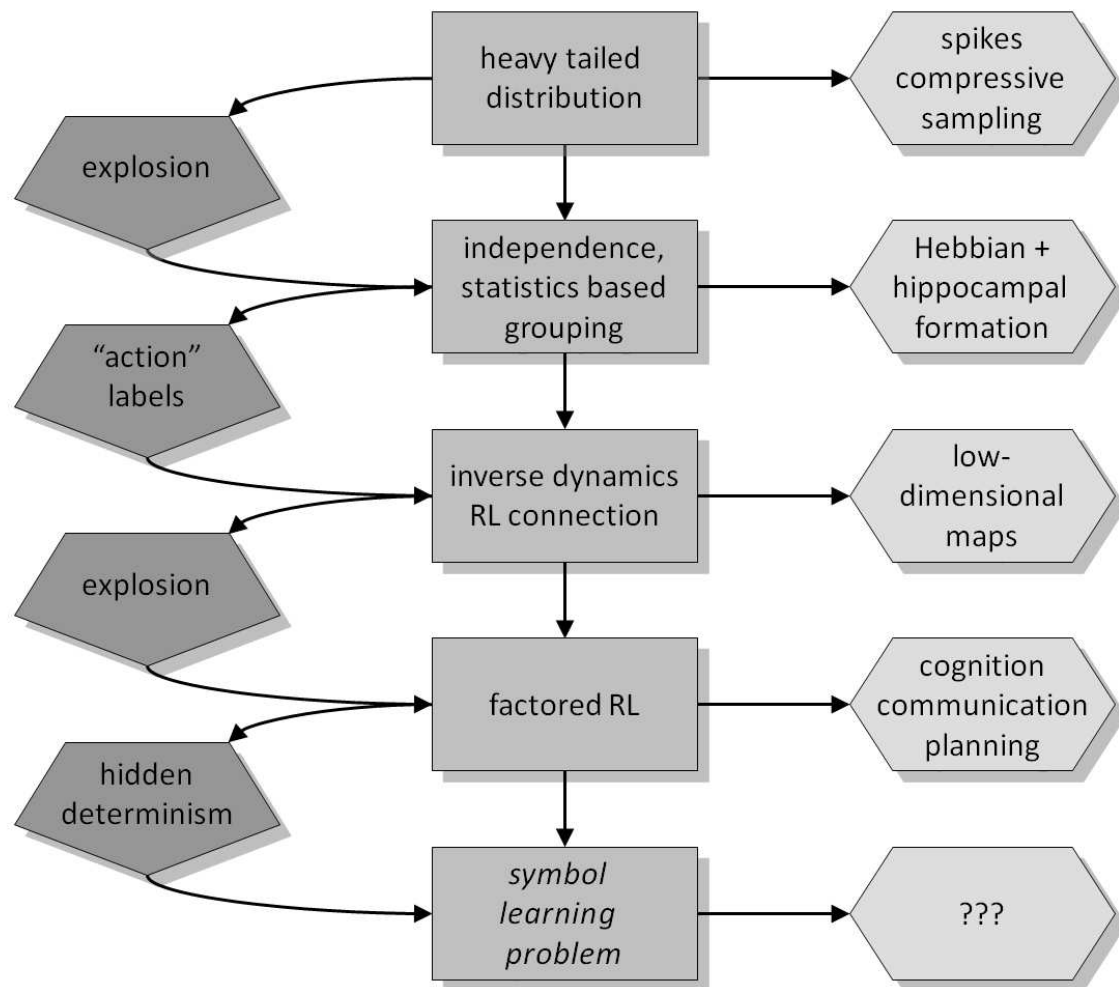 heavy tailed
distribution
spikes
compressive
sampling
explosion
independence,
statistics based
grouping
Hebbian +
hippocampal
formation
“action”
labels
inverse dynamics
RL connection
low-
dimensional
maps
explosion
factored RL
cognition
communication
planning
hidden
determinism
symbol
learning
problem
???